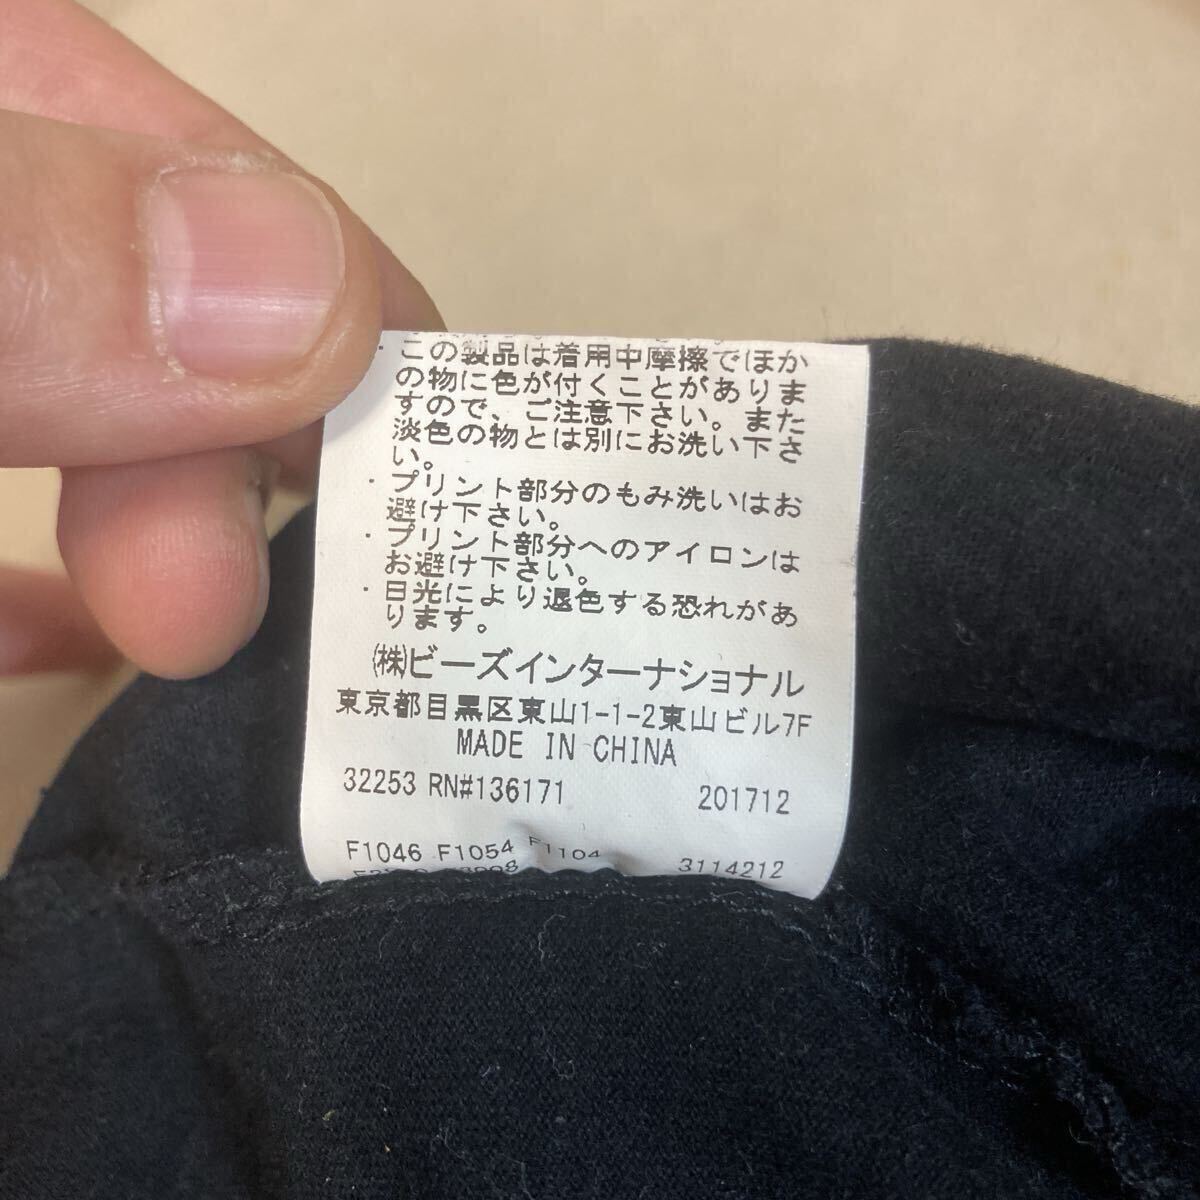 ・この製品は着用中摩擦でほか
の物に色が付くことがありま
すので、ご注意下さい。また
淡色の物とは別にお洗い下さ
い。
・プリント部分のもみ洗いはお
避け下さい。
・プリント部分へのアイロンは
お避け下さい。
・日光により退色する恐れがあ
ります。
㈱ビーズインターナショナル
東京都目黒区東山1-1-2東山ビル7F
MADE IN CHINA
32253 RN#136171 201712
F1046 F1054 F1104 3114212